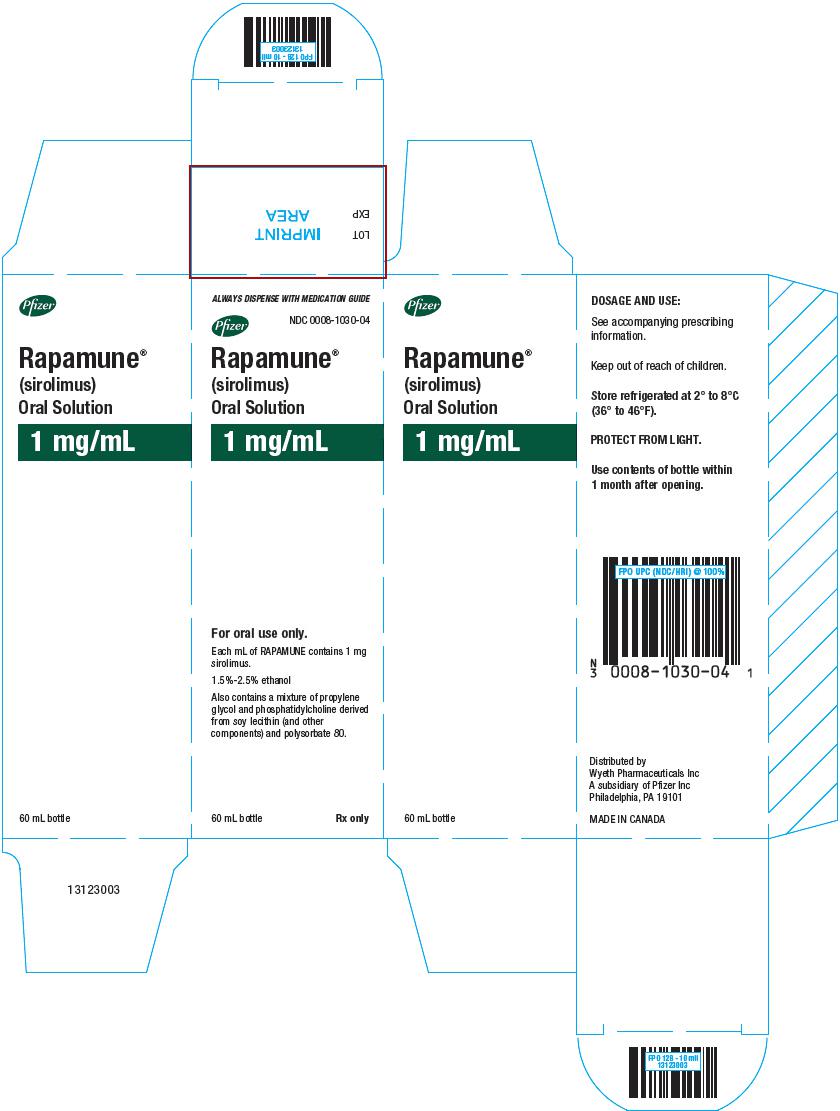 FPO 128 - 10 mil
13123003
LOT
EXP
IMPRINT
AREA
Pfizer
Rapamune®
(sirolimus)
Oral Solution
1 mg/mL
60 mL bottle
13123003
ALWAYS DISPENSE WITH MEDICATION GUIDE
Pfizer
NDC 0008-1030-04
Rapamune®
(sirolimus)
Oral Solution
1 mg/mL
For oral use only.
Each mL of RAPAMUNE contains 1 mg
sirolimus.
1.5%-2.5% ethanol
Also contains a mixture of propylene
glycol and phosphatidylcholine derived
from soy lecithin (and other
components) and polysorbate 80.
60 mL bottle
Rx only
Pfizer
Rapamune®
(sirolimus)
Oral Solution
1 mg/mL
60 mL bottle
DOSAGE AND USE:
See accompanying prescribing
information.
Keep out of reach of children.
Store refrigerated at 2° to 8°C
(36° to 46°F).
PROTECT FROM LIGHT.
Use contents of bottle within
1 month after opening.
FPO UPC (NDC/HRI) @ 100%
N
3 0008-1030-04 1
Distributed by
Wyeth Pharmaceuticals Inc
A subsidiary of Pfizer Inc
Philadelphia, PA 19101
MADE IN CANADA
FPO 128 - 10 mil
13123003